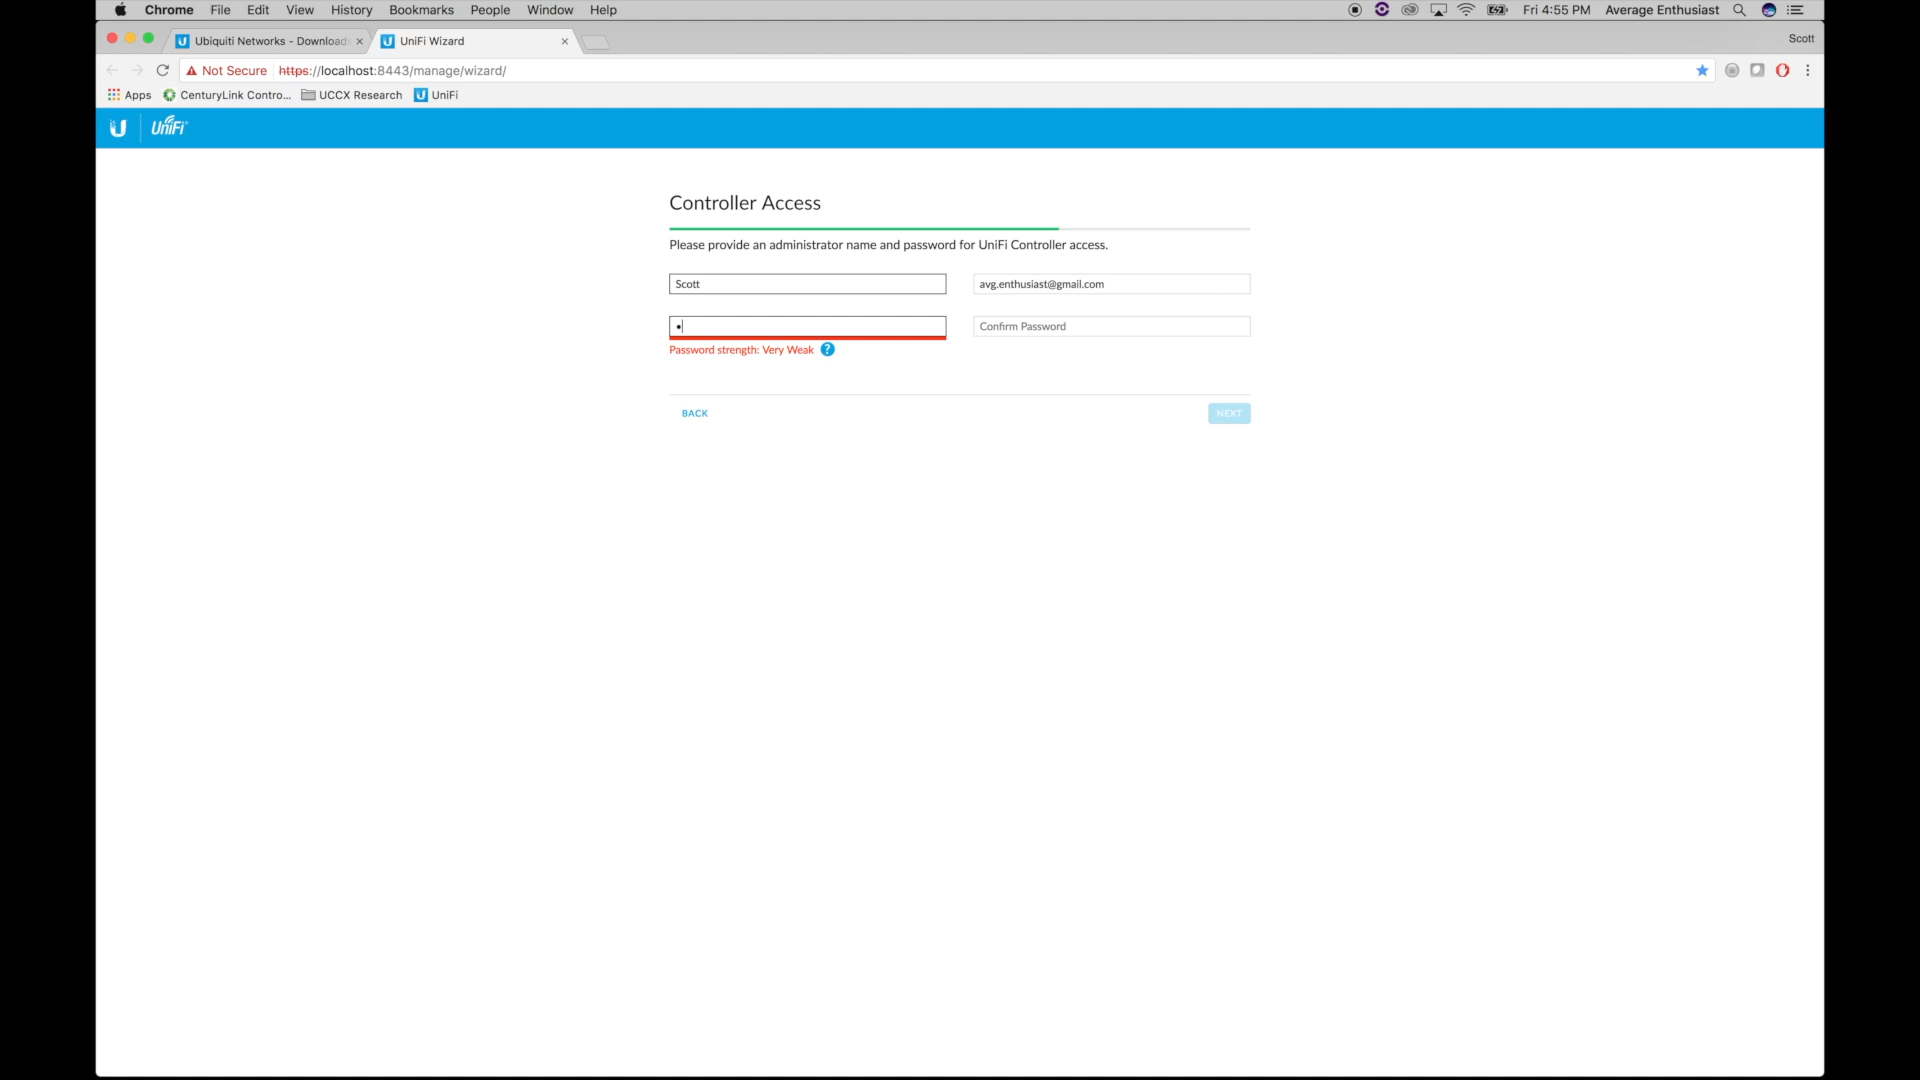 Chrome File Edit View History Bookmarks People Window Help Fri 4:55 PM Average Enthusiast
Ubiquiti Networks - Download UniFi Wizard Scott
Not Secure https://localhost:8443/manage/wizard/
Apps CenturyLink Contro... UCCX Research UniFi
UniFi
Controller Access
Please provide an administrator name and password for UniFi Controller access.
Scott avg.enthusiast@gmail.com
• Confirm Password
Password strength: Very Weak ?
BACK NEXT